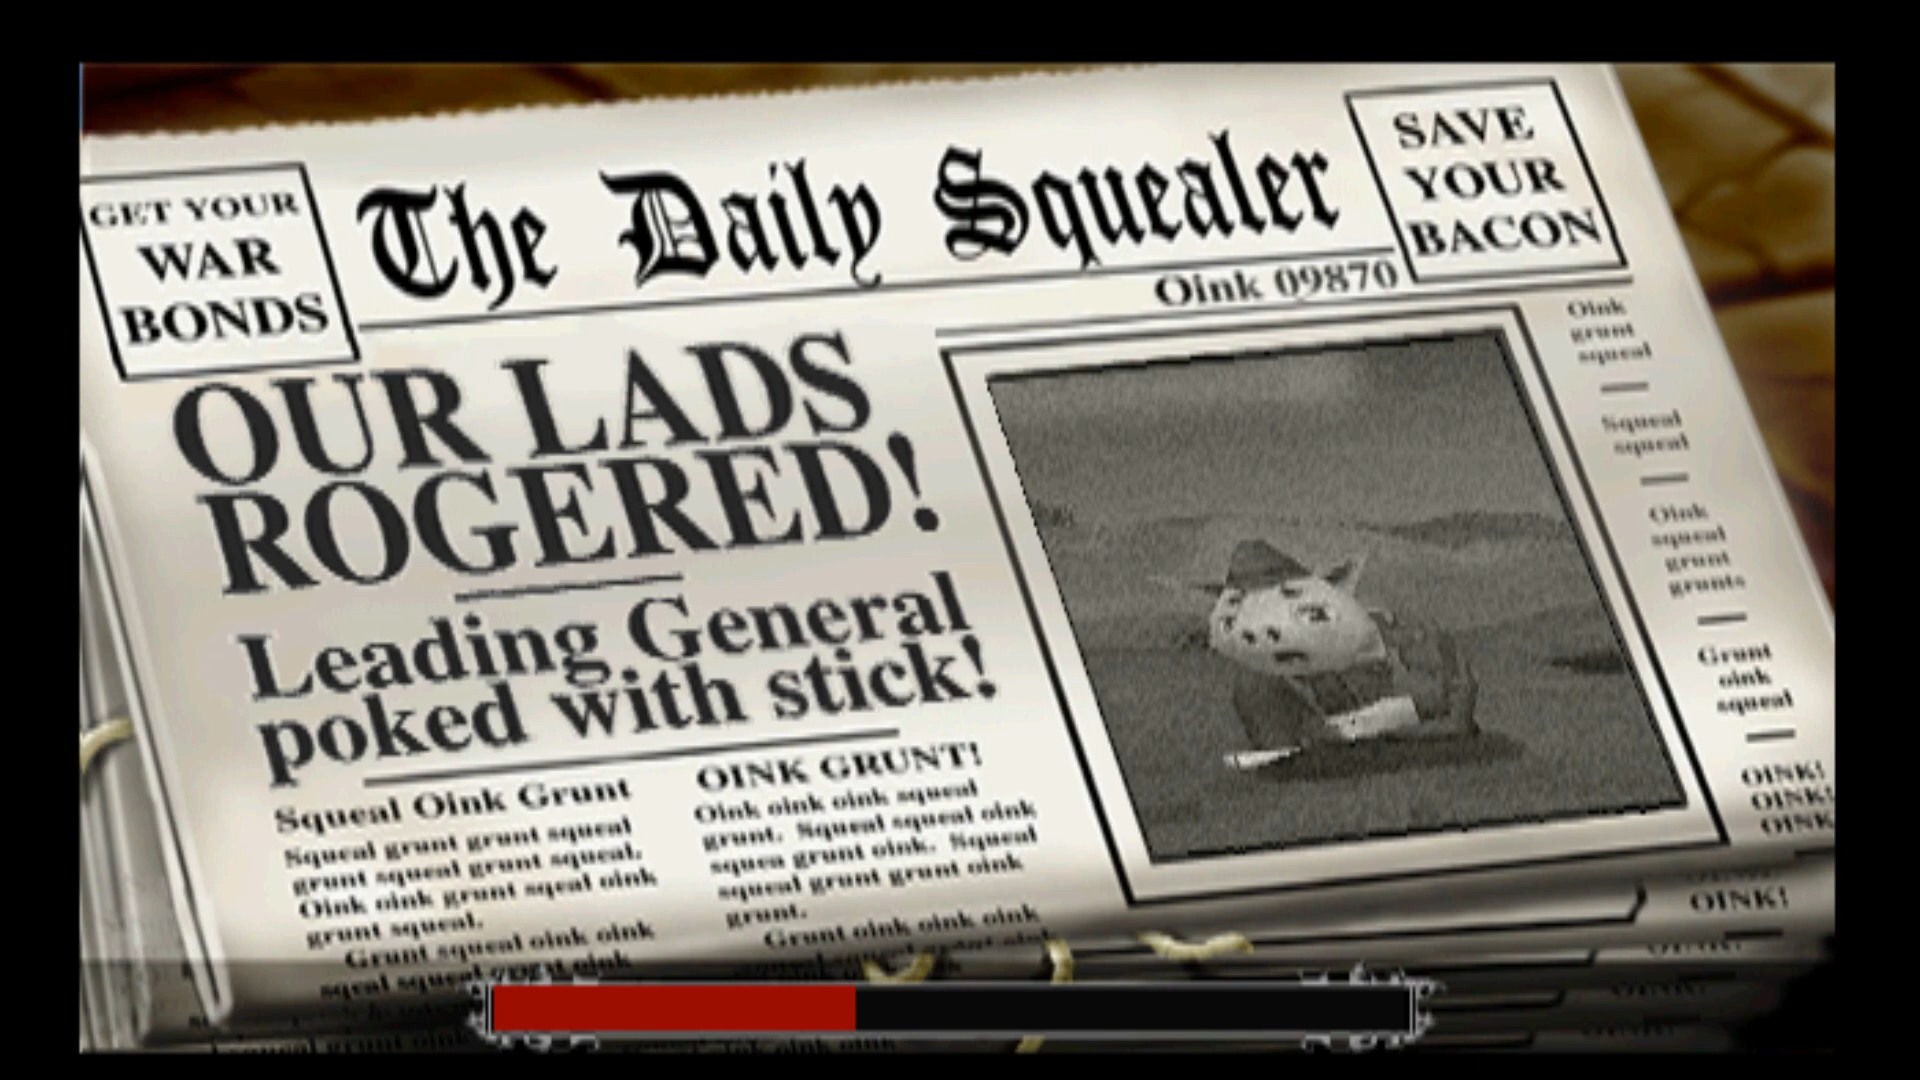 GET YOUR
WAR
BONDS
The Daily Squealer
SAVE
YOUR
BACON
Oink 09870
OUR LADS
ROGERED!
Leading General
poked with stick!
Squeal Oink Grunt
Squeal grunt grunt squeal
grunt squeal grunt squeal.
Oink oink grunt sqeal oink
grunt squeal.
Grunt squeal oink oink
sqeal squeal grunt oink
OINK GRUNT!
Oink oink oink squeal
grunt. Squeal squeal oink
squea grunt oink. Squeal
squeal grunt grunt oink
grunt.
Grunt oink oink oink
Oink
grunt
squeal
Squeal
squeal
Oink
squeal
grunt
grunts
Grunt
oink
squeal
OINK!
OINK!
OINK
OINK!